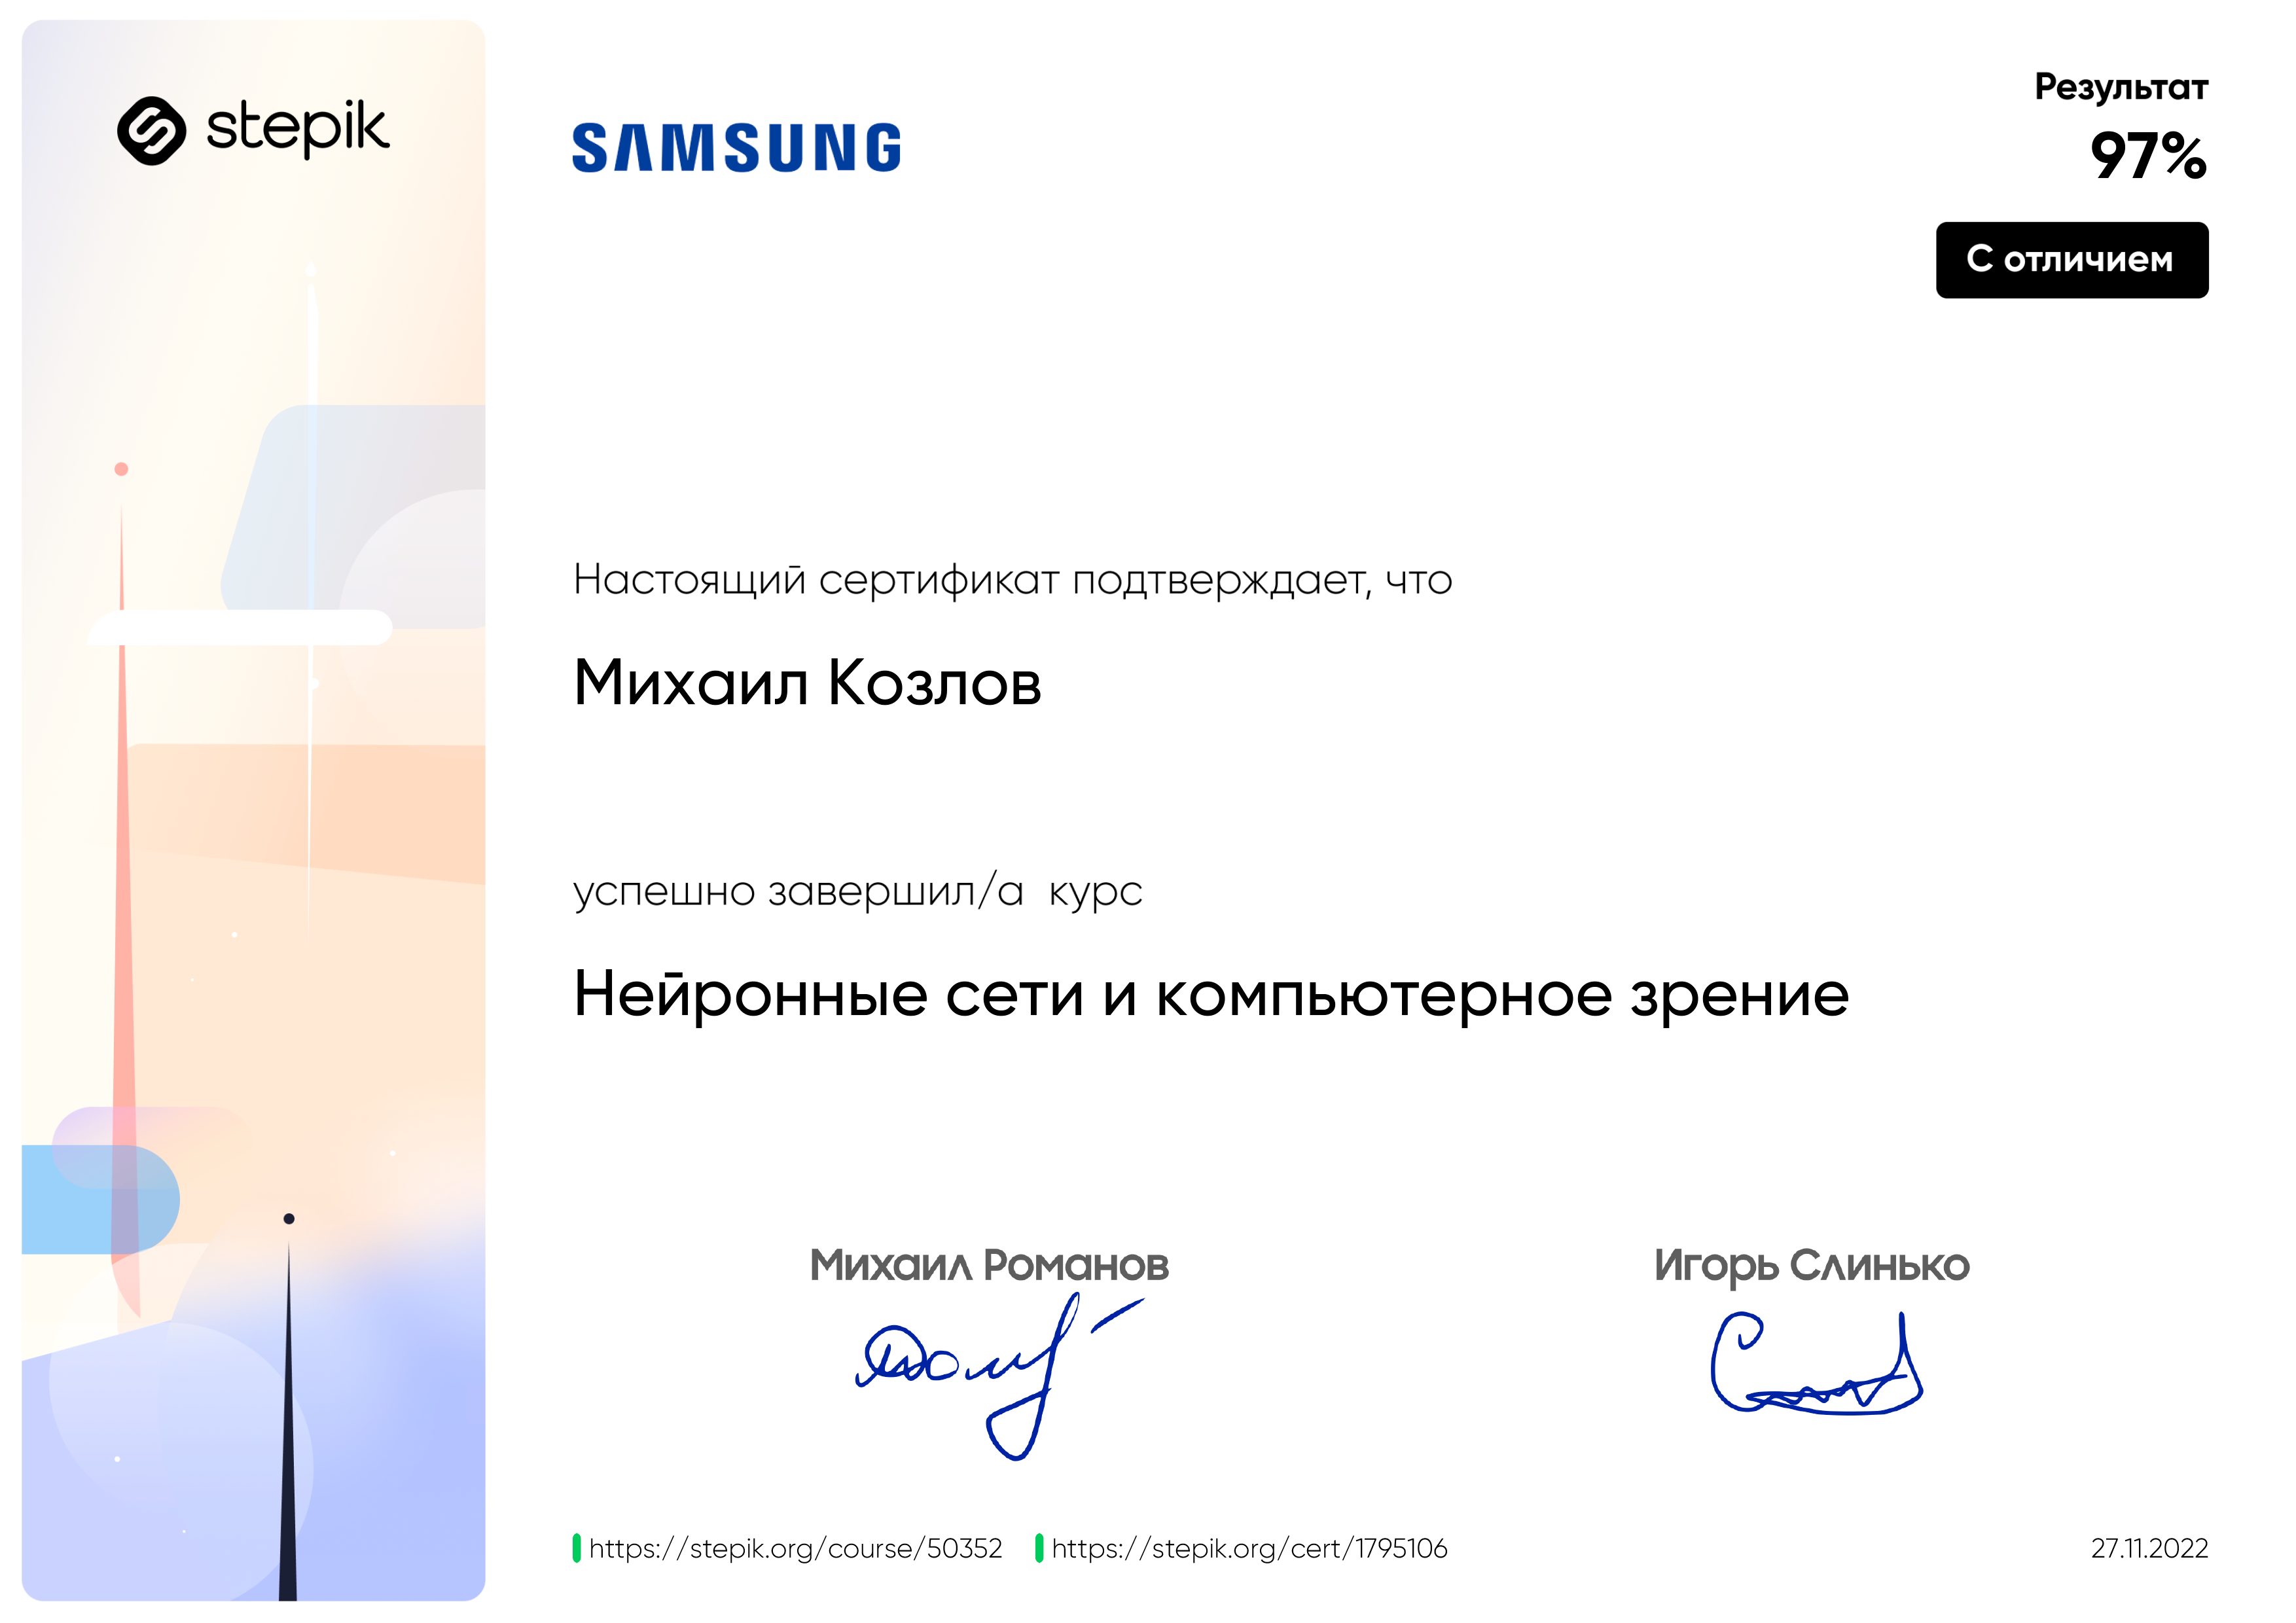 stepik
SAMSUNG
Результат
97%
С отличием
Настоящий сертификат подтверждает, что
Михаил Козлов
успешно завершил/а курс
Нейронные сети и компьютерное зрение
Михаил Романов
Игорь Слинько
https://stepik.org/course/50352
https://stepik.org/cert/1795106
27.11.2022